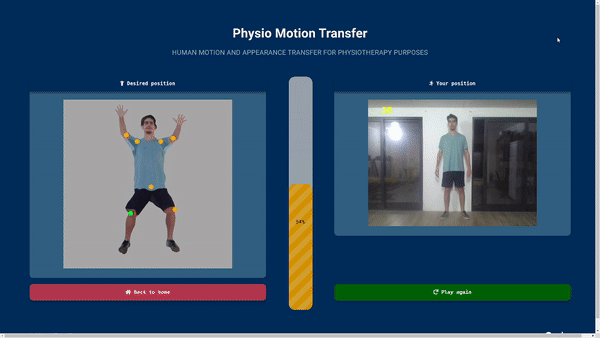 Physio Motion Transfer
HUMAN MOTION AND APPEARANCE TRANSFER FOR PHYSIOTHERAPY PURPOSES
Desired position
Your position
54%
Back to home
Play again